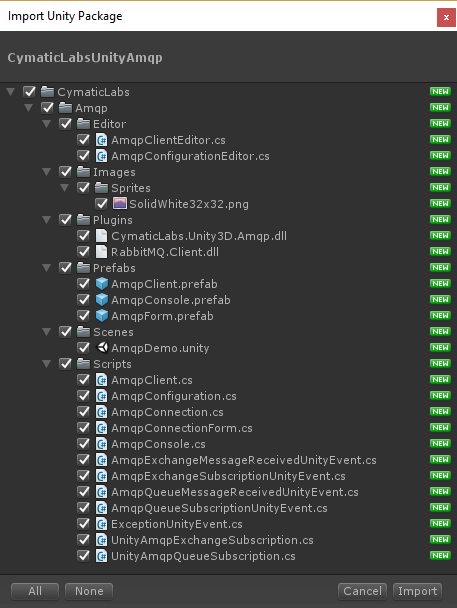 Import Unity Package
x
CymaticLabsUnityAmqp
CymaticLabs NEW
Amqp NEW
Editor NEW
C# AmqpClientEditor.cs NEW
C# AmqpConfigurationEditor.cs NEW
Images NEW
Sprites NEW
SolidWhite32x32.png NEW
Plugins NEW
CymaticLabs.Unity3D.Amqp.dll NEW
RabbitMQ.Client.dll NEW
Prefabs NEW
AmqpClient.prefab NEW
AmqpConsole.prefab NEW
AmqpForm.prefab NEW
Scenes NEW
AmqpDemo.unity NEW
Scripts NEW
C# AmqpClient.cs NEW
C# AmqpConfiguration.cs NEW
C# AmqpConnection.cs NEW
C# AmqpConnectionForm.cs NEW
C# AmqpConsole.cs NEW
C# AmqpExchangeMessageReceivedUnityEvent.cs NEW
C# AmqpExchangeSubscriptionUnityEvent.cs NEW
C# AmqpQueueMessageReceivedUnityEvent.cs NEW
C# AmqpQueueSubscriptionUnityEvent.cs NEW
C# ExceptionUnityEvent.cs NEW
C# UnityAmqpExchangeSubscription.cs NEW
C# UnityAmqpQueueSubscription.cs NEW
All None Cancel Import